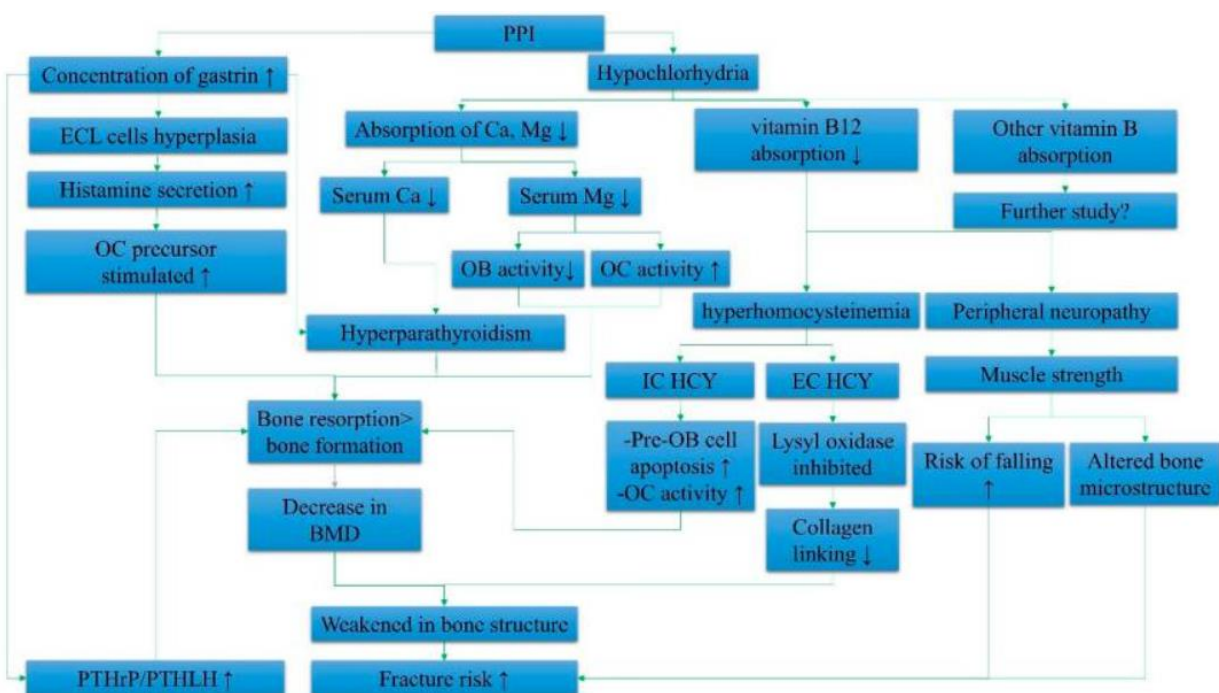 PPI
Concentration of gastrin ↑
Hypochlorhydria
ECL cells hyperplasia
Absorption of Ca, Mg ↓
vitamin B12
absorption ↓
Other vitamin B
absorption
Histamine secretion ↑
Serum Ca ↓
Serum Mg ↓
Further study?
OC precursor
stimulated ↑
OB activity↓
OC activity ↑
hyperhomocysteinemia
Peripheral neuropathy
Hyperparathyroidism
IC HCY
EC HCY
Muscle strength
Bone resorption>
bone formation
-Pre-OB cell
apoptosis ↑
-OC activity ↑
Lysyl oxidase
inhibited
Risk of falling
↑
Altered bone
microstructure
Decrease in
BMD
Collagen
linking ↓
Weakened in bone structure
PTHrP/PTHLH ↑
Fracture risk ↑